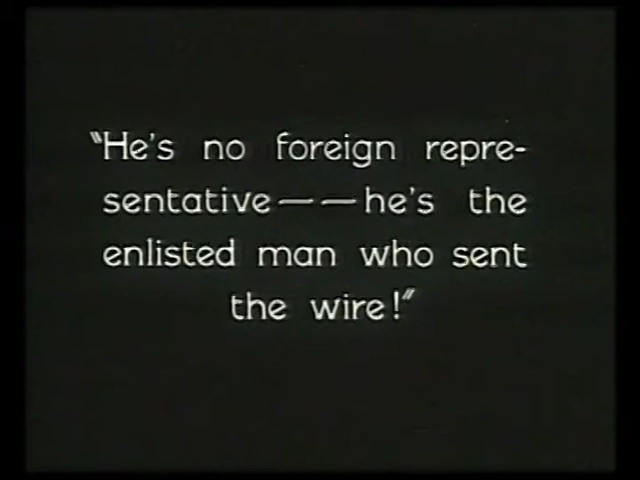 "He's no foreign repre-
sentative——he's the
enlisted man who sent
the wire!"